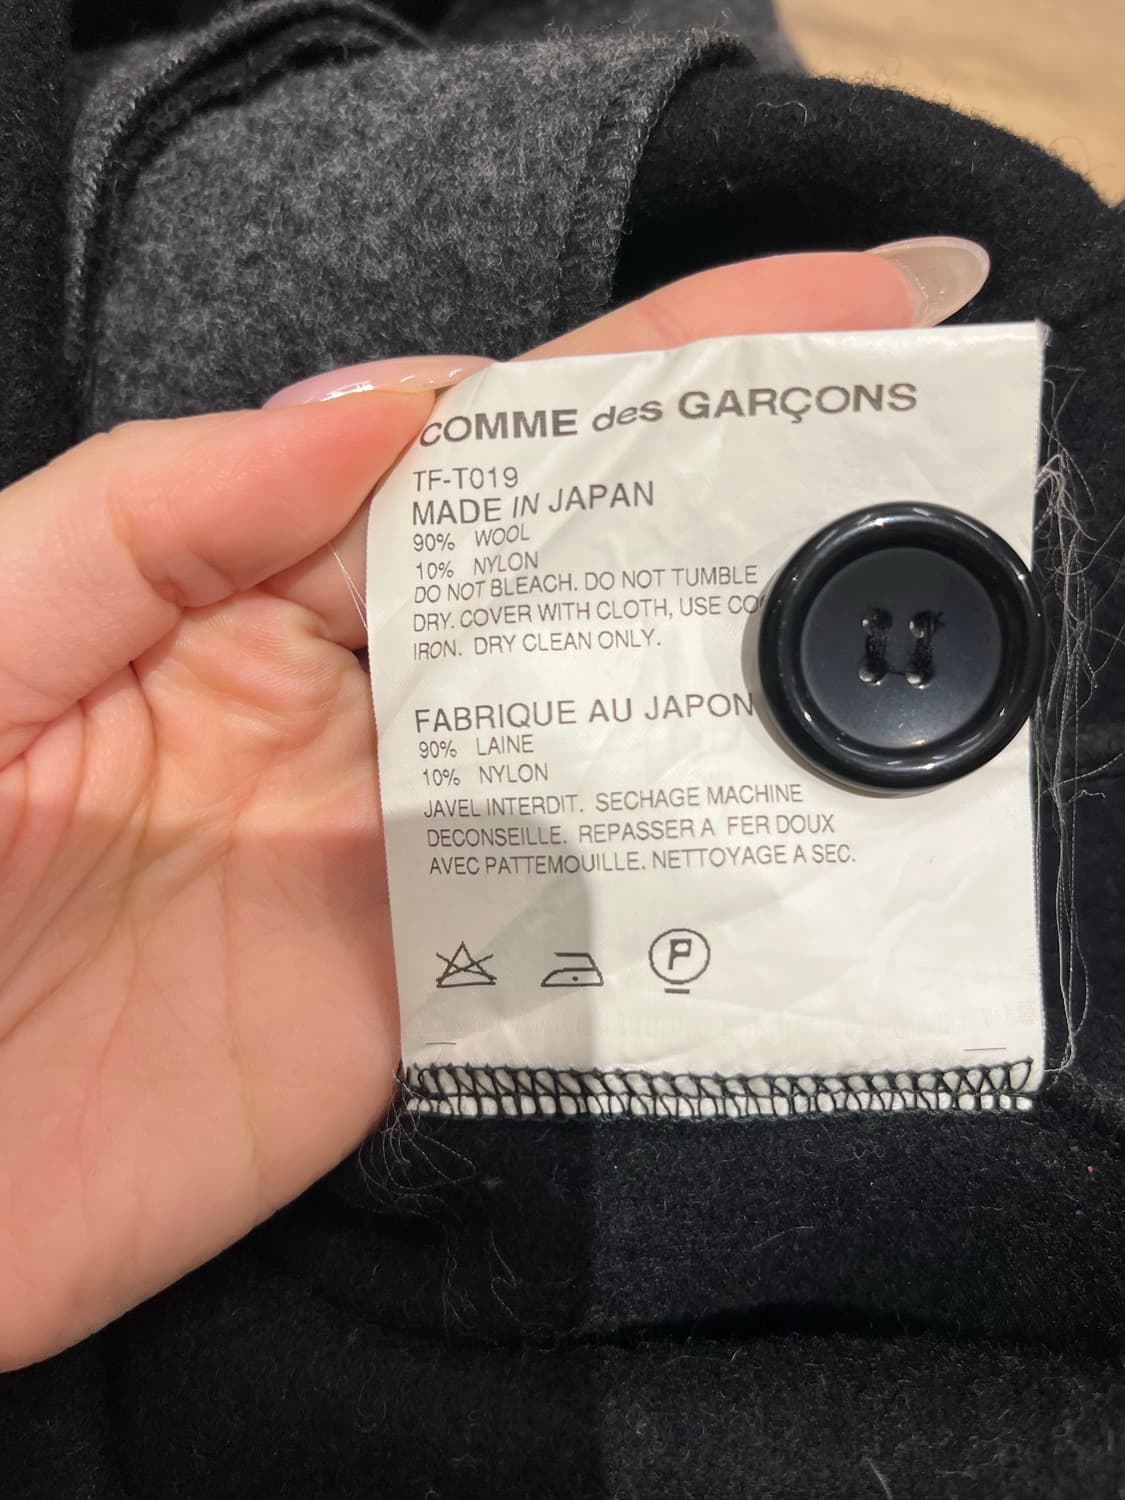 COMME des GARÇONS
TF-T019
MADE IN JAPAN
90% WOOL
10% NYLON
DO NOT BLEACH. DO NOT TUMBLE
DRY. COVER WITH CLOTH, USE
IRON. DRY CLEAN ONLY.
FABRIQUE AU JAPON
90% LAINE
10% NYLON
JAVEL INTERDIT. SECHAGE MACHINE
DECONSEILLE. REPASSER A FER DOUX
AVEC PATTEMOUILLE. NETTOYAGE A SEC.
P